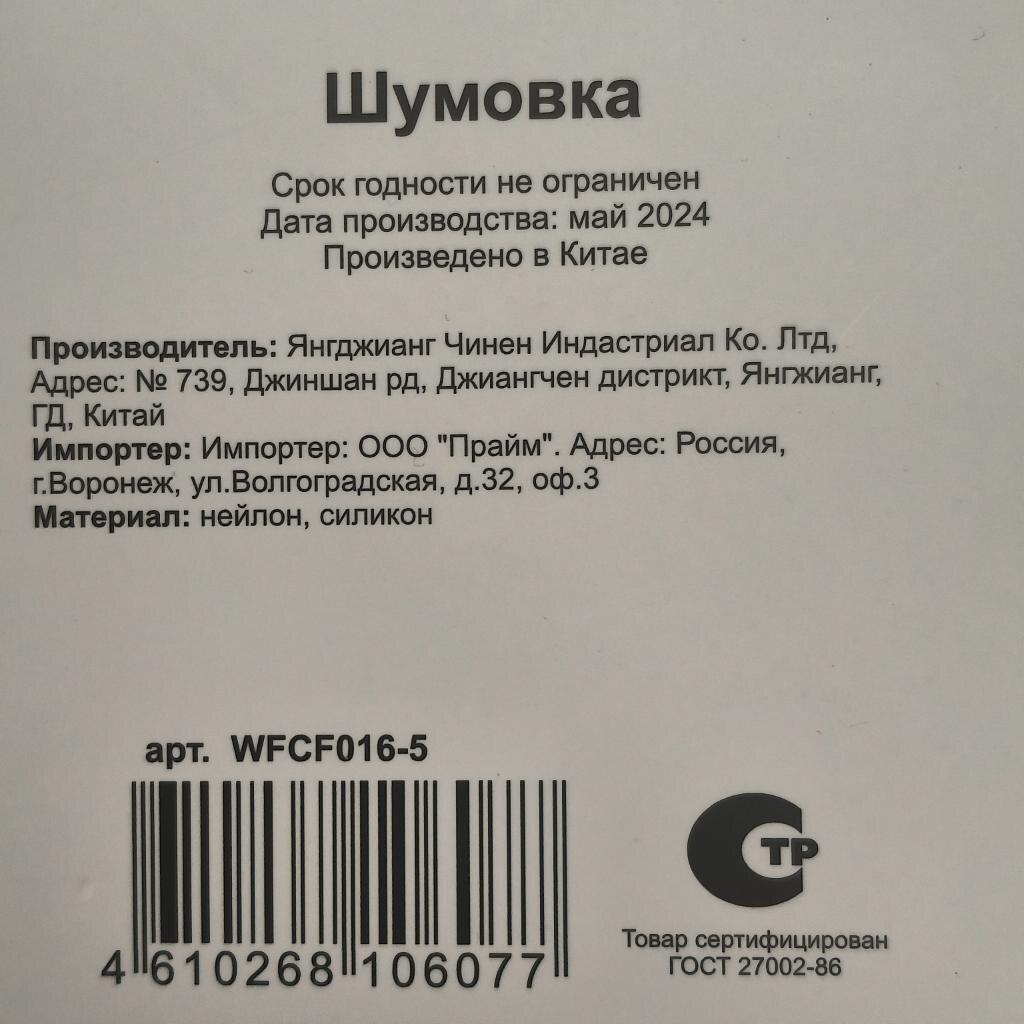 Шумовка
Срок годности не ограничен
Дата производства: май 2024
Произведено в Китае
Производитель: Янгджианг Чинен Индастриал Ко. Лтд,
Адрес: № 739, Джиншан рд, Джиангчен дистрикт, Янгжианг,
ГД, Китай
Импортер: Импортер: ООО "Прайм". Адрес: Россия,
г.Воронеж, ул.Волгоградская, д.32, оф.3
Материал: нейлон, силикон
арт. WFCF016-5
4 610268 106077
СТР
Товар сертифицирован
ГОСТ 27002-86